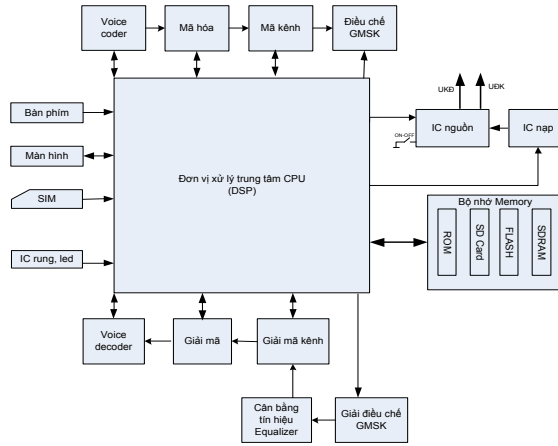 Voice
coder
Mã hóa
Mã kênh
Điều chế
GMSK
UKĐ
UĐK
Bàn phím
IC nguồn
IC nạp
ON-OFF
Màn hình
Đơn vị xử lý trung tâm CPU
(DSP)
SIM
Bộ nhớ Memory
ROM
SD Card
FLASH
SDRAM
IC rung, led
Voice
decoder
Giải mã
Giải mã kênh
Cân bằng
tín hiệu
Equalizer
Giải điều chế
GMSK